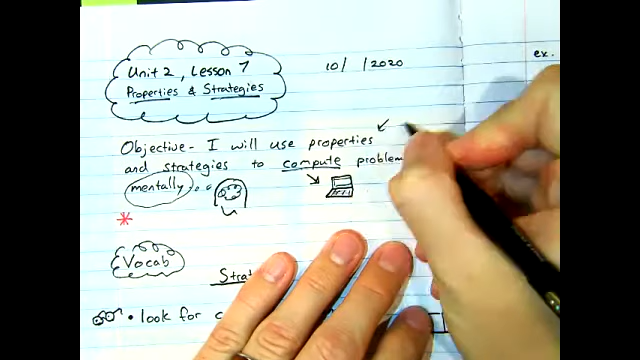 Unit 2, Lesson 7
Properties & Strategies
10/ /2020
ex.
Objective - I will use properties
and strategies to compute problem
mentally...
Vocab
Strat
• look for c